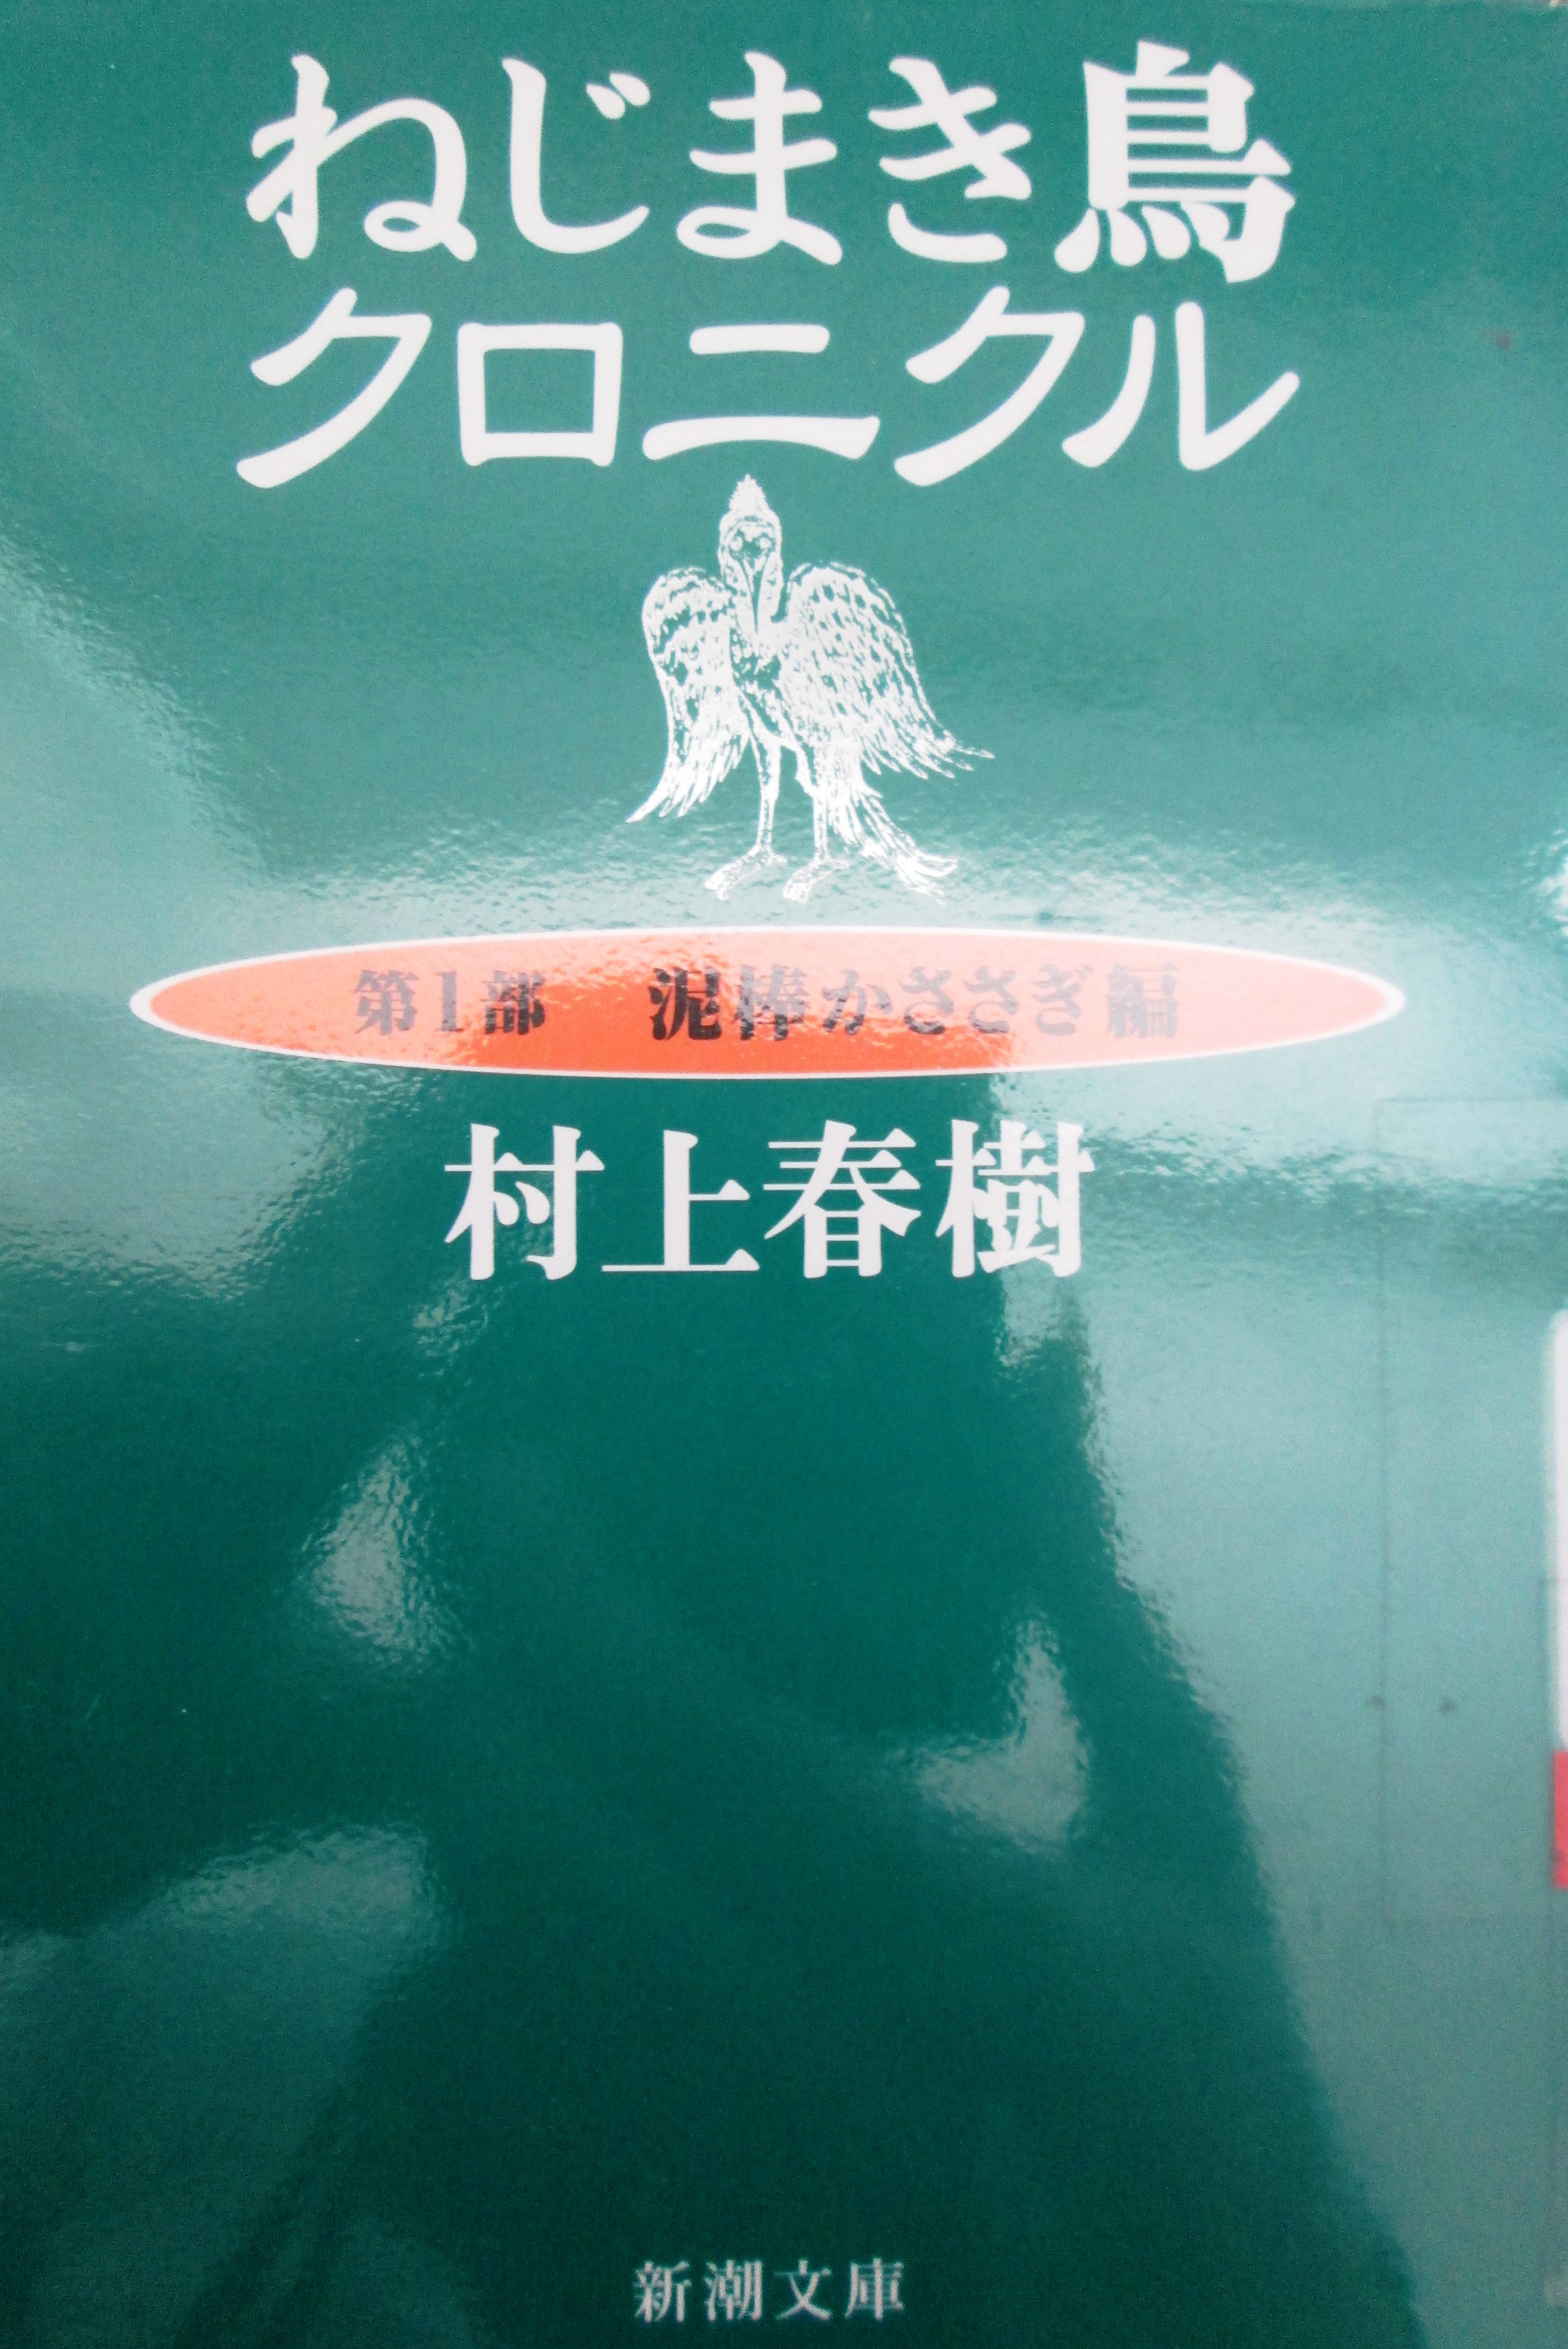 ねじまき鳥
クロニクル
第1部　泥棒かささぎ編
村上春樹
新潮文庫